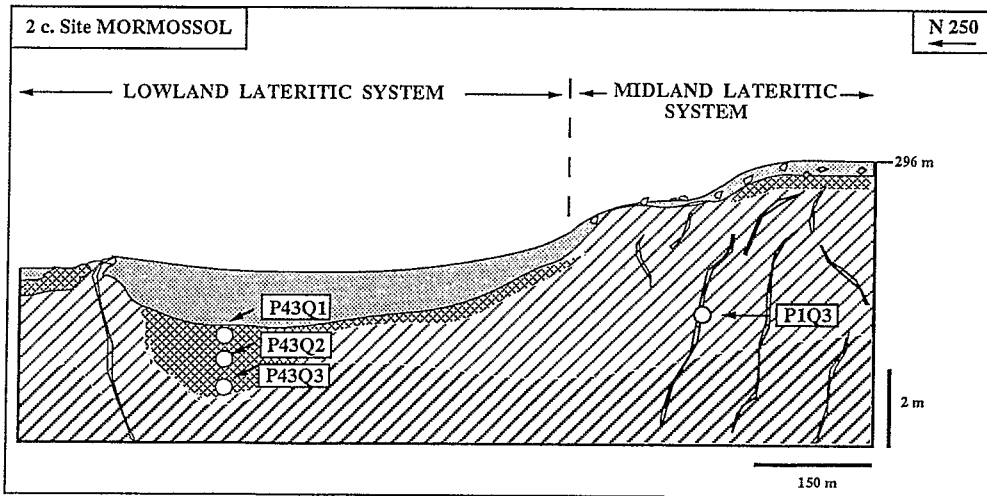 2 c. Site MORMOSSOL
N 250
LOWLAND LATERITIC SYSTEM
MIDLAND LATERITIC
SYSTEM
296 m
P43Q1
P43Q2
P43Q3
P1Q3
2 m
150 m